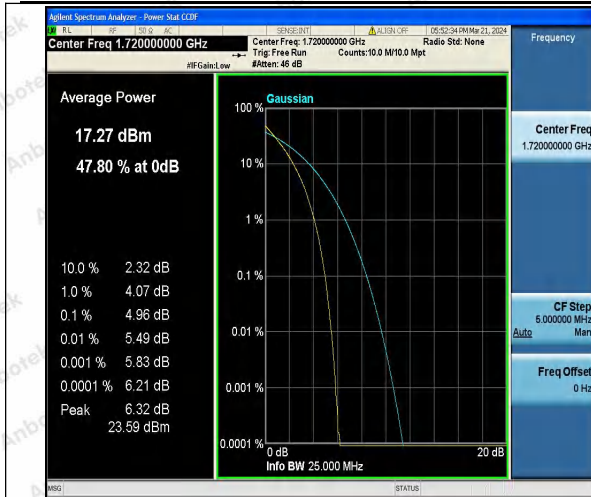 Agilent Spectrum Analyzer - Power Stat CCDF
RL RF 50 Ω AC SENSE:INT ALIGN OFF 05:52:34 PM Mar 21, 2024
Center Freq 1.720000000 GHz
Center Freq: 1.720000000 GHz Radio Std: None
Trig: Free Run Counts:10.0 M/10.0 Mpt
#IFGain:Low #Atten: 46 dB
Frequency
Average Power
17.27 dBm
47.80 % at 0dB
10.0 % 2.32 dB
1.0 % 4.07 dB
0.1 % 4.96 dB
0.01 % 5.49 dB
0.001 % 5.83 dB
0.0001 % 6.21 dB
Peak 6.32 dB
23.59 dBm
Gaussian
100 %
10 %
1 %
0.1 %
0.01 %
0.001 %
0.0001 %
0 dB 20 dB
Info BW 25.000 MHz
Center Freq
1.720000000 GHz
CF Step
5.000000 MHz
Auto Man
Freq Offset
0 Hz
MSG STATUS